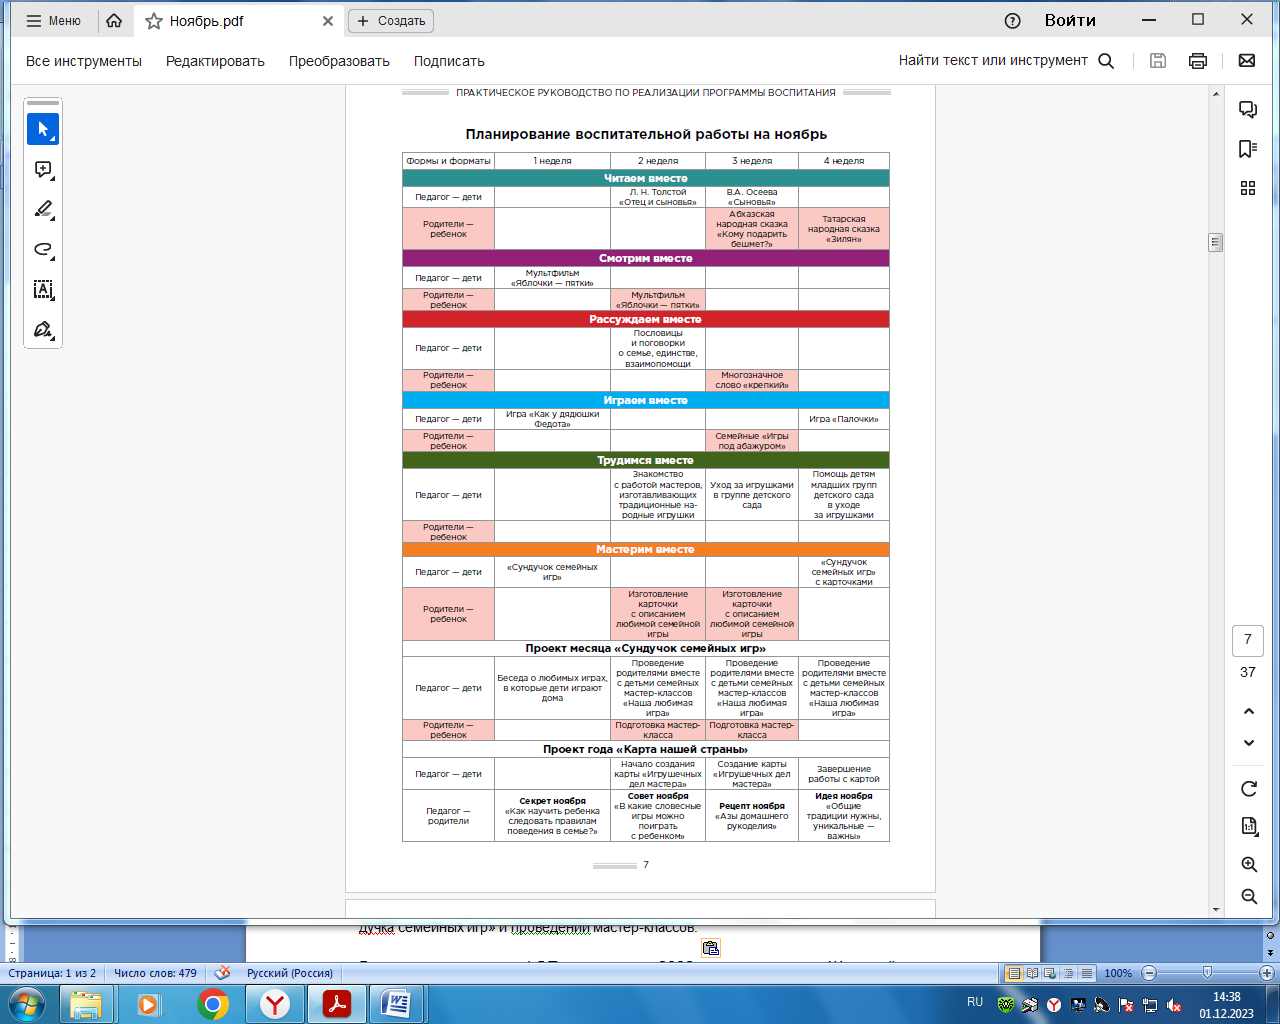 Меню
Ноябрь.pdf
Создать
Войти
Все инструменты
Редактировать
Преобразовать
Подписать
Найти текст или инструмент
ПРАКТИЧЕСКОЕ РУКОВОДСТВО ПО РЕАЛИЗАЦИИ ПРОГРАММЫ ВОСПИТАНИЯ
Планирование воспитательной работы на ноябрь
Формы и форматы
1 неделя
2 неделя
3 неделя
4 неделя
Читаем вместе
Педагог — дети
Л. Н. Толстой
«Отец и сыновья»
В.А. Осеева
«Сыновья»
Родители —
ребенок
Абхазская
народная сказка
«Кому подарить
бешмет?»
Татарская
народная сказка
«Зилян»
Смотрим вместе
Педагог — дети
Мультфильм
«Яблочки — пятки»
Родители —
ребенок
Мультфильм
«Яблочки — пятки»
Рассуждаем вместе
Педагог — дети
Пословицы
и поговорки
о семье, единстве,
взаимопомощи
Родители —
ребенок
Многозначное
слово «крепкий»
Играем вместе
Педагог — дети
Игра «Как у дядюшки
Федота»
Игра «Палочки»
Родители —
ребенок
Семейные «Игры
под абажуром»
Трудимся вместе
Педагог — дети
Знакомство
с работой мастеров,
изготавливающих
традиционные на-
родные игрушки
Уход за игрушками
в группе детского
сада
Помощь детям
младших групп
детского сада
в уходе
за игрушками
Родители —
ребенок
Мастерим вместе
Педагог — дети
«Сундучок семейных
игр»
«Сундучок
семейных игр»
с карточками
Родители —
ребенок
Изготовление
карточки
с описанием
любимой семейной
игры
Изготовление
карточки
с описанием
любимой семейной
игры
Проект месяца «Сундучок семейных игр»
Педагог — дети
Беседа о любимых играх,
в которые дети играют
дома
Проведение
родителями вместе
с детьми семейных
мастер-классов
«Наша любимая
игра»
Проведение
родителями вместе
с детьми семейных
мастер-классов
«Наша любимая
игра»
Проведение
родителями вместе
с детьми семейных
мастер-классов
«Наша любимая
игра»
Родители —
ребенок
Подготовка мастер-
класса
Подготовка мастер-
класса
Проект года «Карта нашей страны»
Педагог — дети
Начало создания
карты «Игрушечных
дел мастера»
Создание карты
«Игрушечных дел
мастера»
Завершение
работы с картой
Педагог —
родители
Секрет ноября
«Как научить ребенка
следовать правилам
поведения в семье?»
Совет ноября
«В какие словесные
игры можно
поиграть
с ребенком»
Рецепт ноября
«Азы домашнего
рукоделия»
Идея ноября
«Общие
традиции нужны,
уникальные —
важны»
7
7
37
1:1
дучка семейных игр» и проведении мастер-классов.
Страница: 1 из 2
Число слов: 479
Русский (Россия)
100%
RU
14:38
01.12.2023